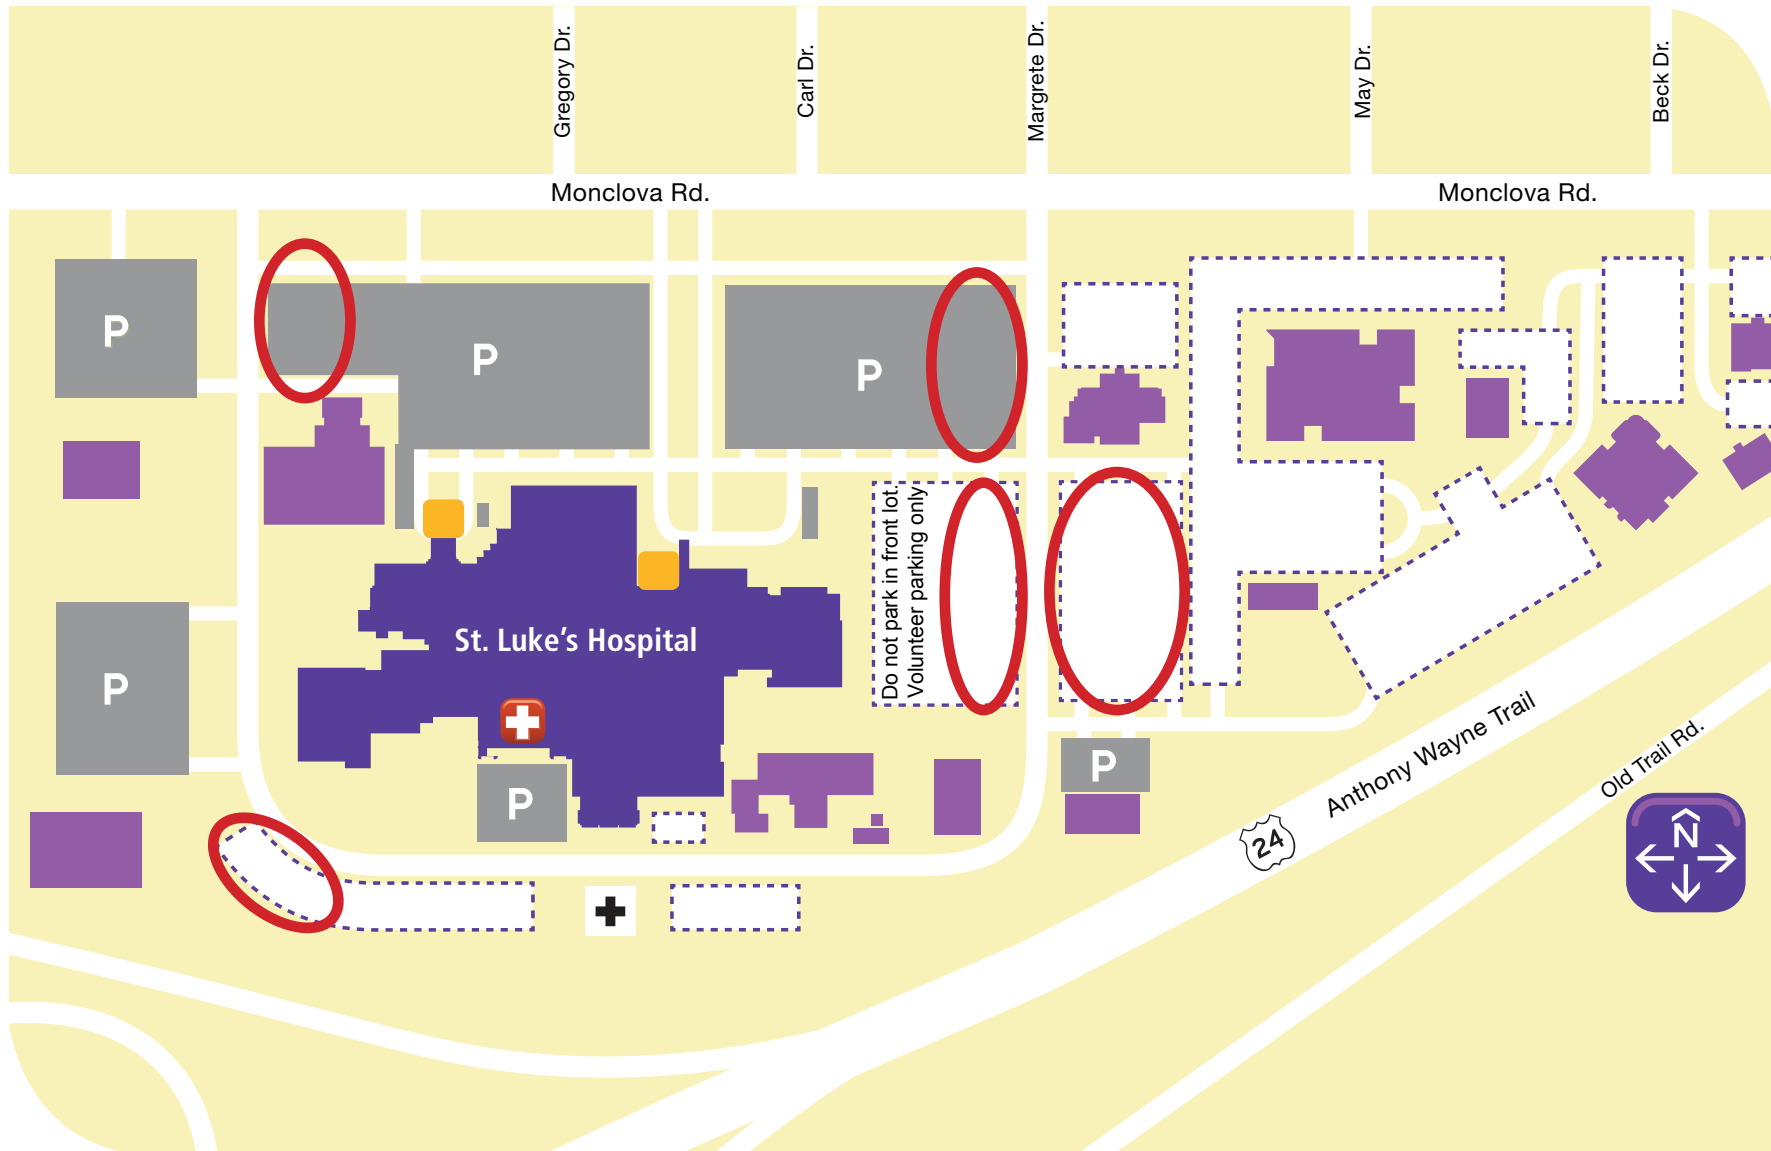 Gregory Dr.
Carl Dr.
Margrete Dr.
May Dr.
Beck Dr.
Monclova Rd.
Monclova Rd.
P
P
P
Do not park in front lot.
Volunteer parking only
St. Luke's Hospital
P
P
P
Anthony Wayne Trail
Old Trail Rd.
24
N